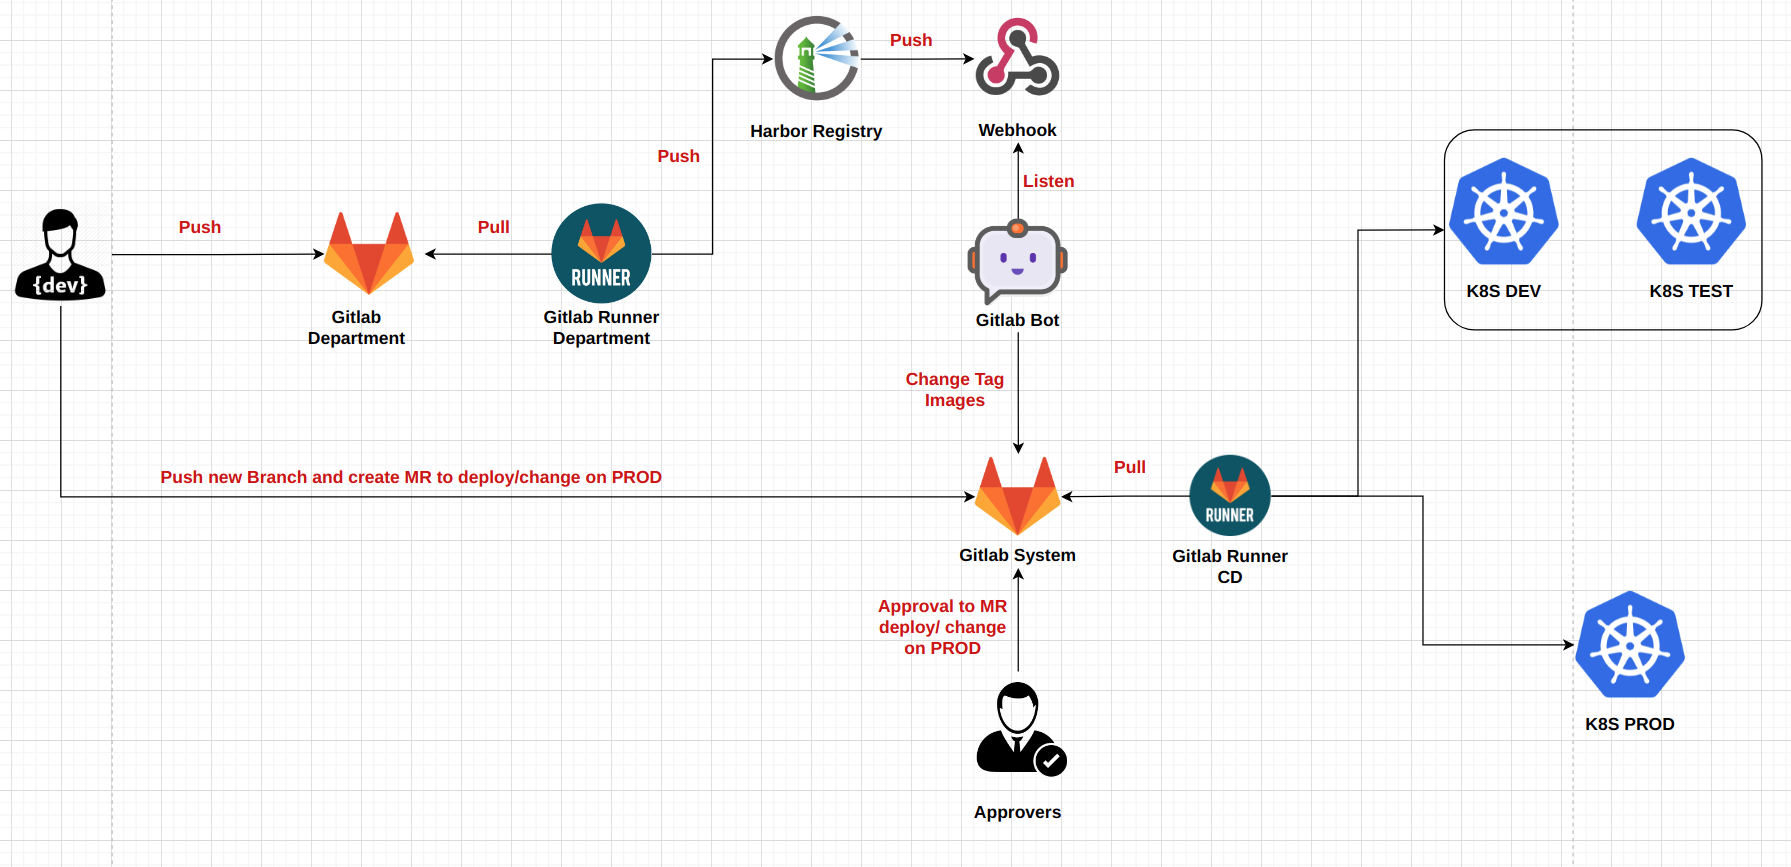 Push
Harbor Registry
Webhook
Push
Listen
{dev}
Push
Pull
RUNNER
Gitlab
Department
Gitlab Runner
Department
Gitlab Bot
K8S DEV
K8S TEST
Change Tag
Images
Push new Branch and create MR to deploy/change on PROD
Pull
RUNNER
Gitlab System
Gitlab Runner
CD
Approval to MR
deploy/ change
on PROD
K8S PROD
Approvers